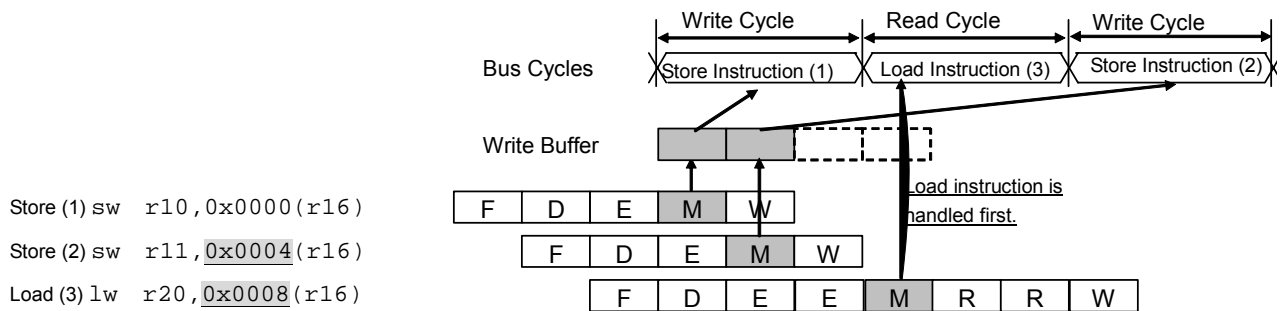 Write Cycle Read Cycle Write Cycle
Bus Cycles Store Instruction (1) Load Instruction (3) Store Instruction (2)
Write Buffer
Load instruction is
handled first.
Store (1) sw r10,0x0000(r16) F D E M W
Store (2) sw r11,0x0004(r16) F D E M W
Load (3) lw r20,0x0008(r16) F D E E M R R W